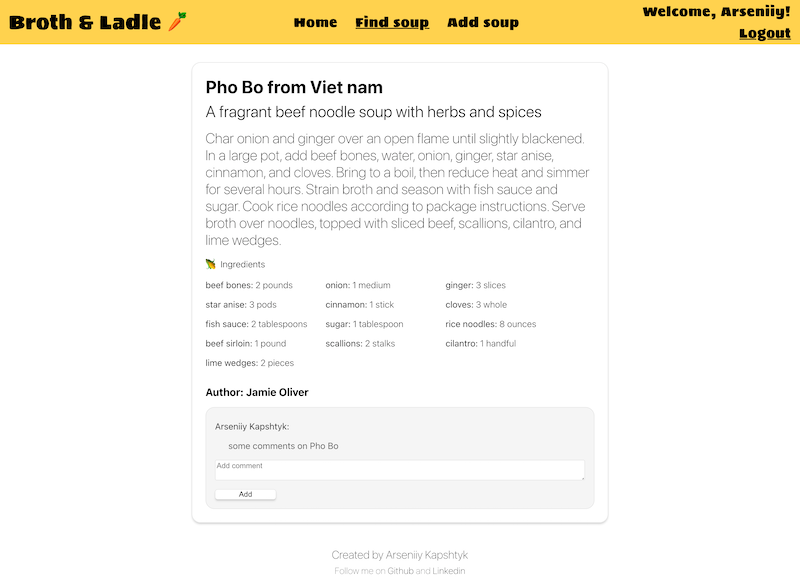 Broth & Ladle 🥕 Home Find soup Add soup Welcome, Arseniiy!
Logout
Pho Bo from Viet nam
A fragrant beef noodle soup with herbs and spices
Char onion and ginger over an open flame until slightly blackened.
In a large pot, add beef bones, water, onion, ginger, star anise,
cinnamon, and cloves. Bring to a boil, then reduce heat and simmer
for several hours. Strain broth and season with fish sauce and
sugar. Cook rice noodles according to package instructions. Serve
broth over noodles, topped with sliced beef, scallions, cilantro, and
lime wedges.
Ingredients
beef bones: 2 pounds onion: 1 medium ginger: 3 slices
star anise: 3 pods cinnamon: 1 stick cloves: 3 whole
fish sauce: 2 tablespoons sugar: 1 tablespoon rice noodles: 8 ounces
beef sirloin: 1 pound scallions: 2 stalks cilantro: 1 handful
lime wedges: 2 pieces
Author: Jamie Oliver
Arseniiy Kapshtyk:
some comments on Pho Bo
Add comment
Add
Created by Arseniiy Kapshtyk
Follow me on Github and Linkedin